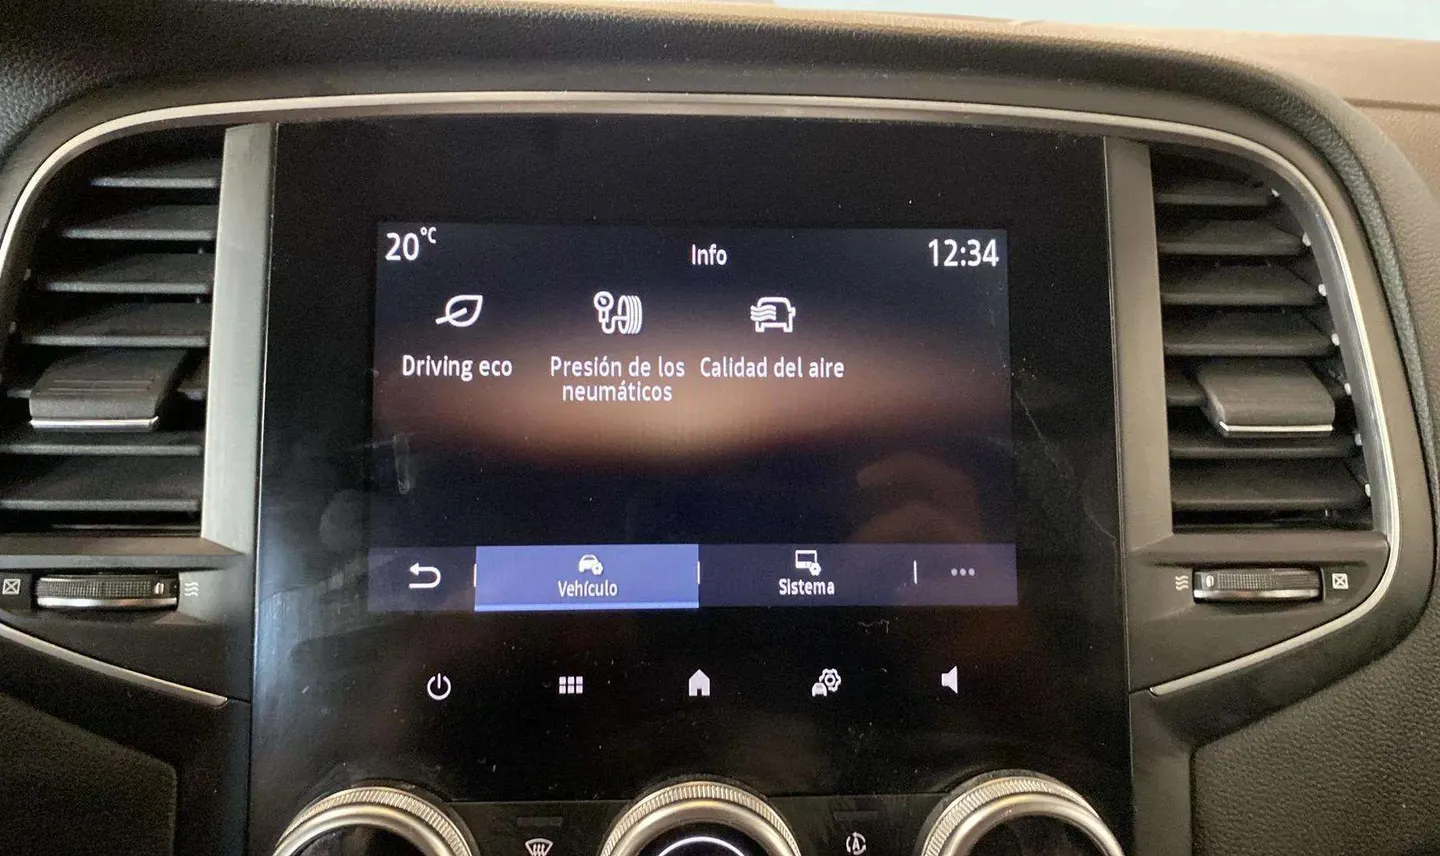 20°C Info 12:34
Driving eco
Presión de los
neumáticos
Calidad del aire
Vehículo
Sistema